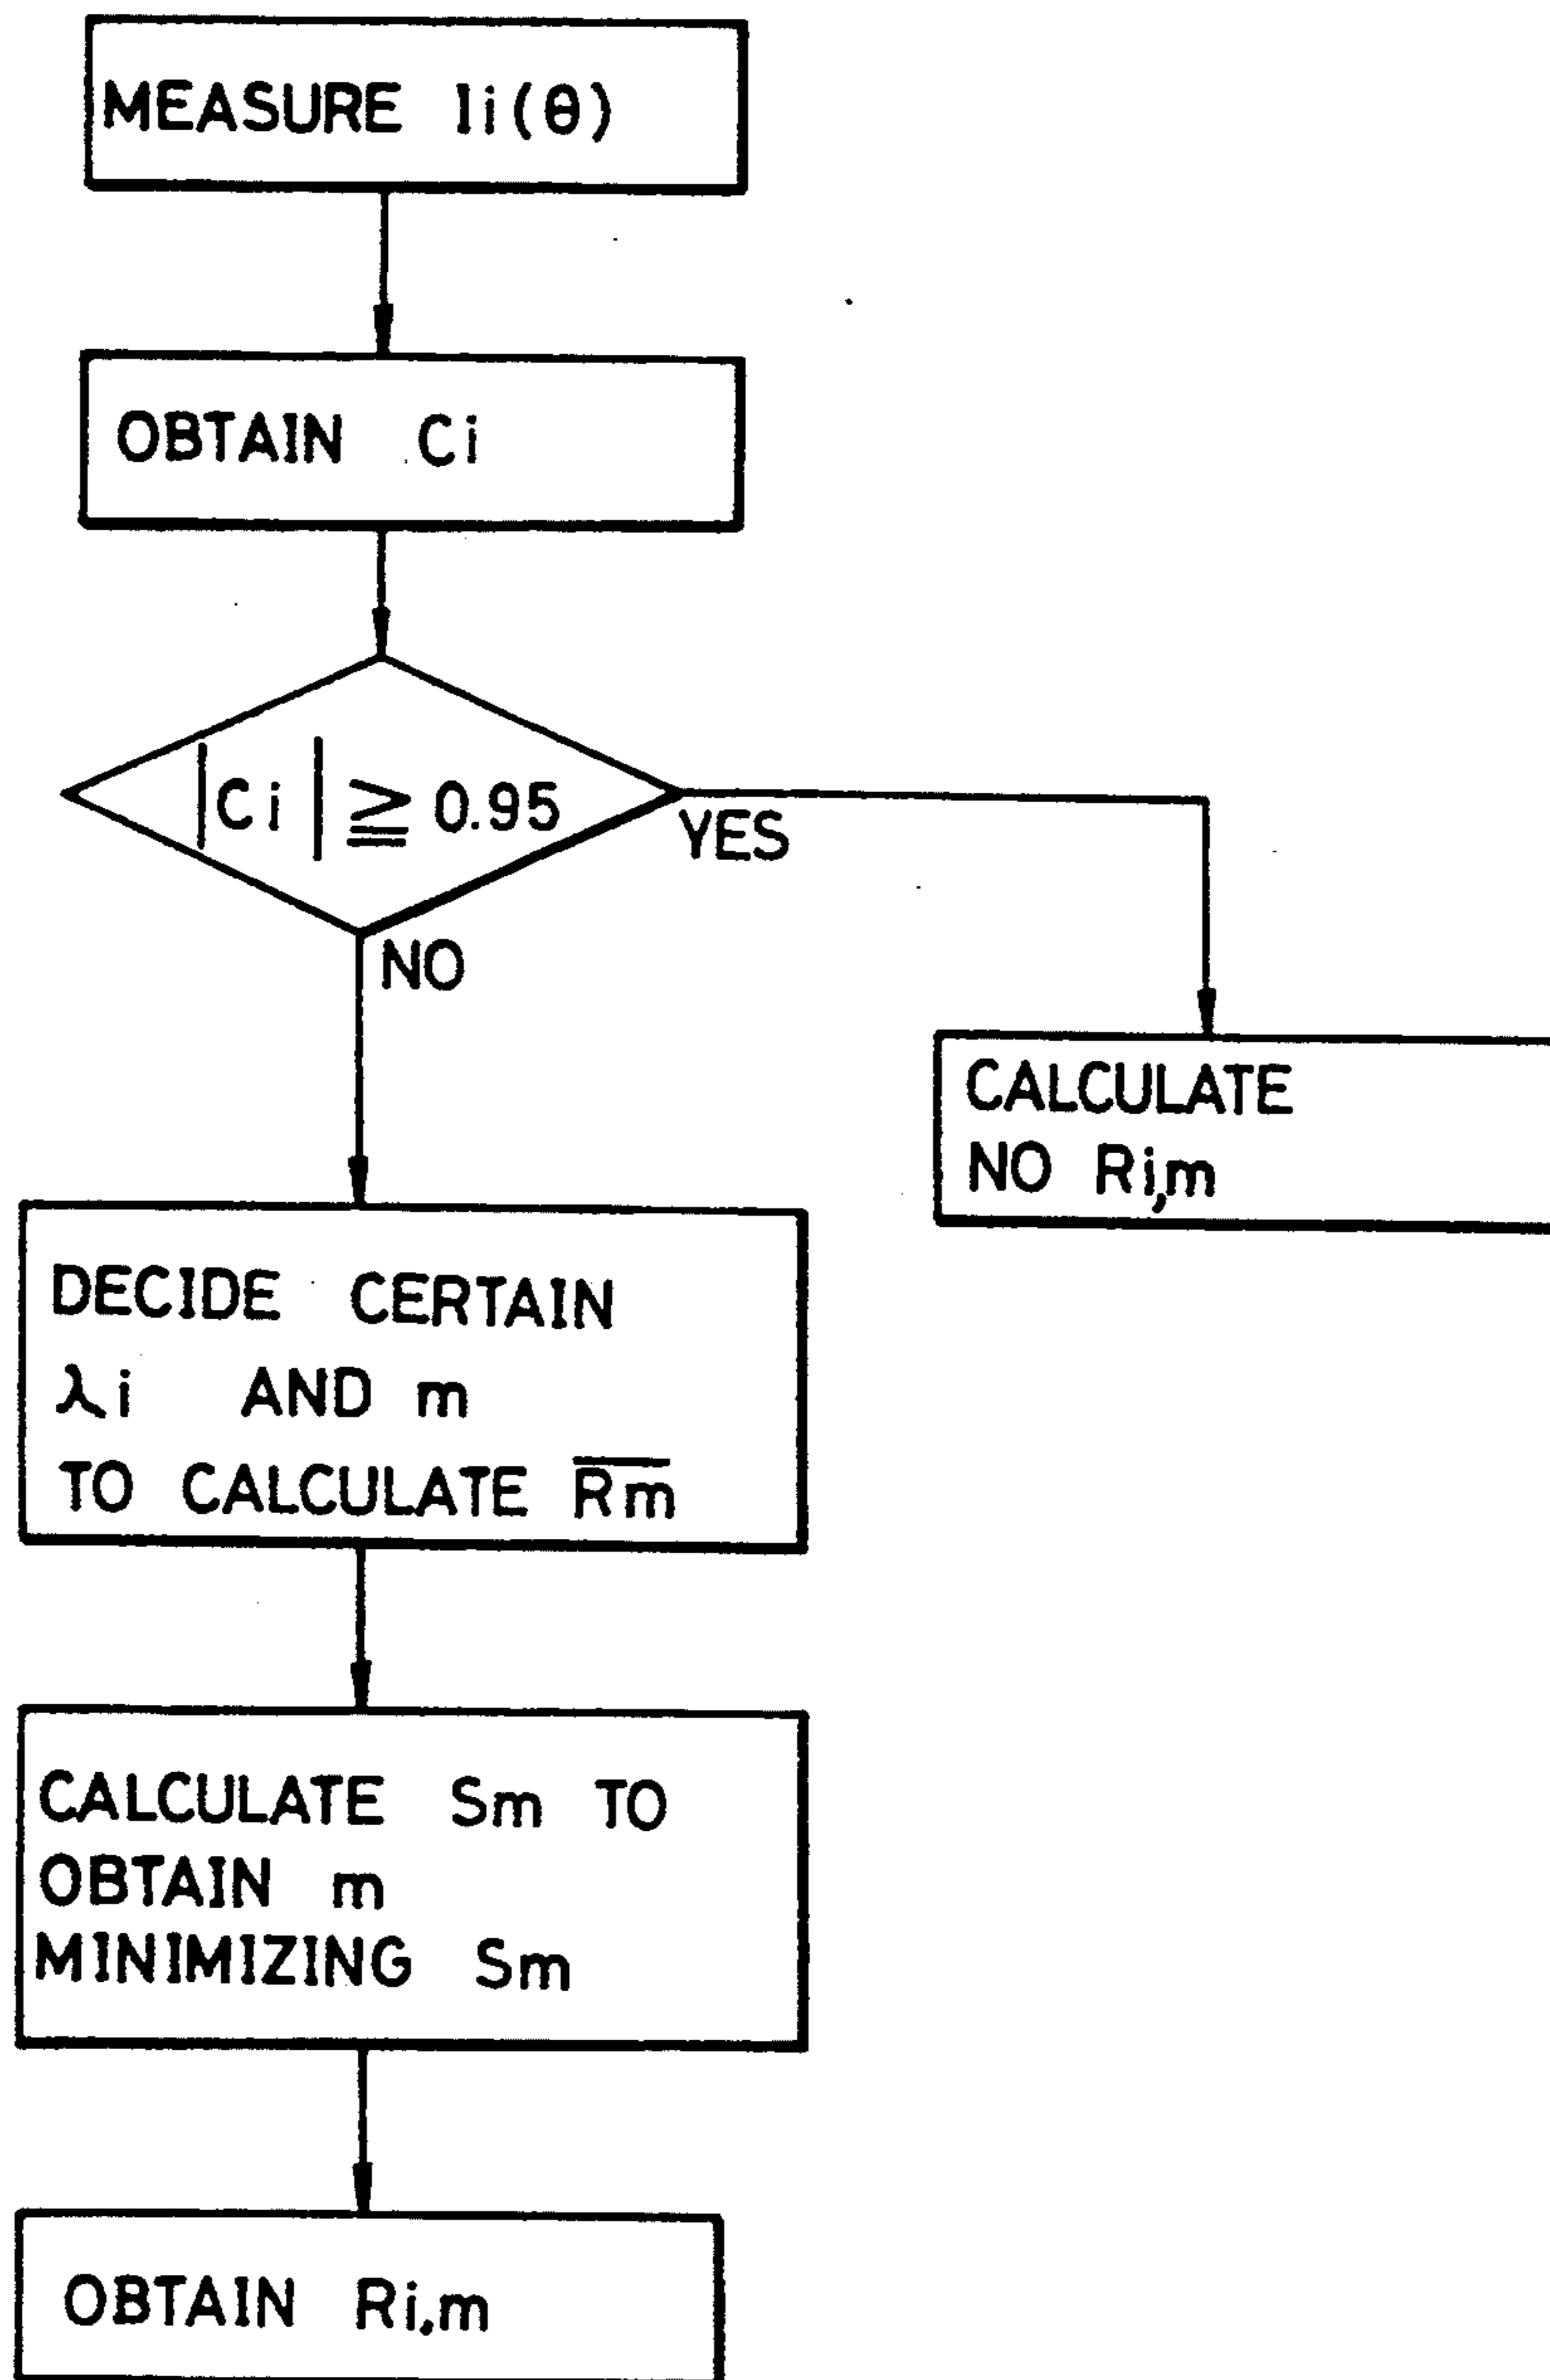 MEASURE Ii(θ)
OBTAIN Ci
|Ci| ≧ 0.95
YES
NO
CALCULATE
NO Ri,m
DECIDE CERTAIN
λi AND m
TO CALCULATE R̅m̅
CALCULATE Sm TO
OBTAIN m
MINIMIZING Sm
OBTAIN Ri,m